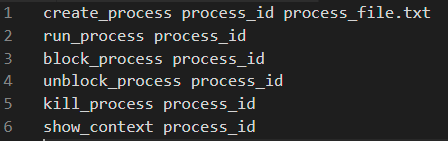 1 create_process process_id process_file.txt
2 run_process process_id
3 block_process process_id
4 unblock_process process_id
5 kill_process process_id
6 show_context process_id